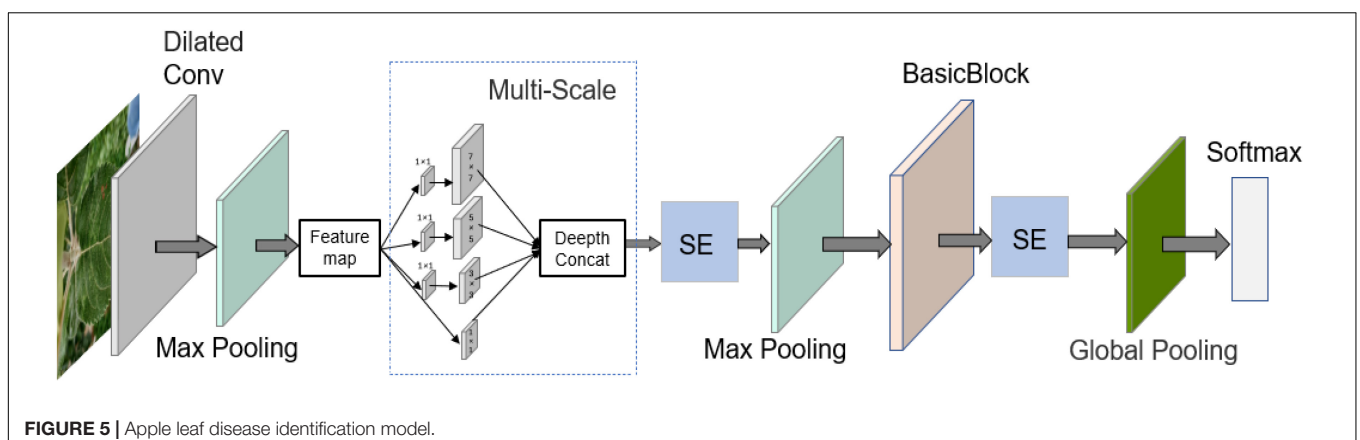 Dilated
Conv
Max Pooling
Feature
map
Multi-Scale
1×1
7×7
1×1
5×5
1×1
3×3
1×1
Deepth
Concat
SE
Max Pooling
BasicBlock
SE
Global Pooling
Softmax
FIGURE 5 | Apple leaf disease identification model.